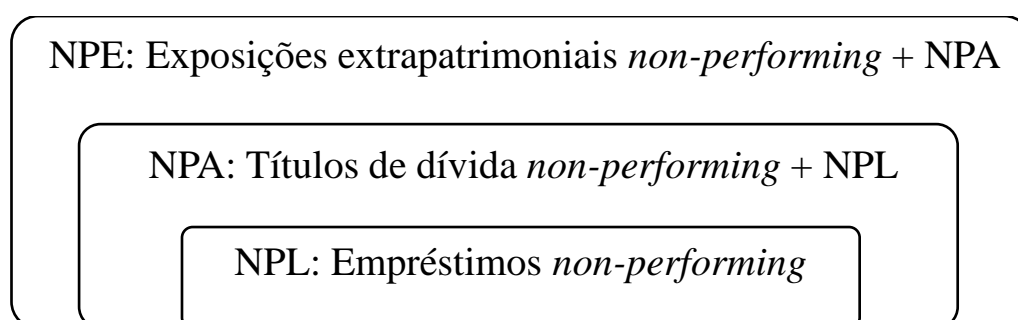 NPE: Exposições extrapatrimoniais non-performing + NPA
NPA: Títulos de dívida non-performing + NPL
NPL: Empréstimos non-performing